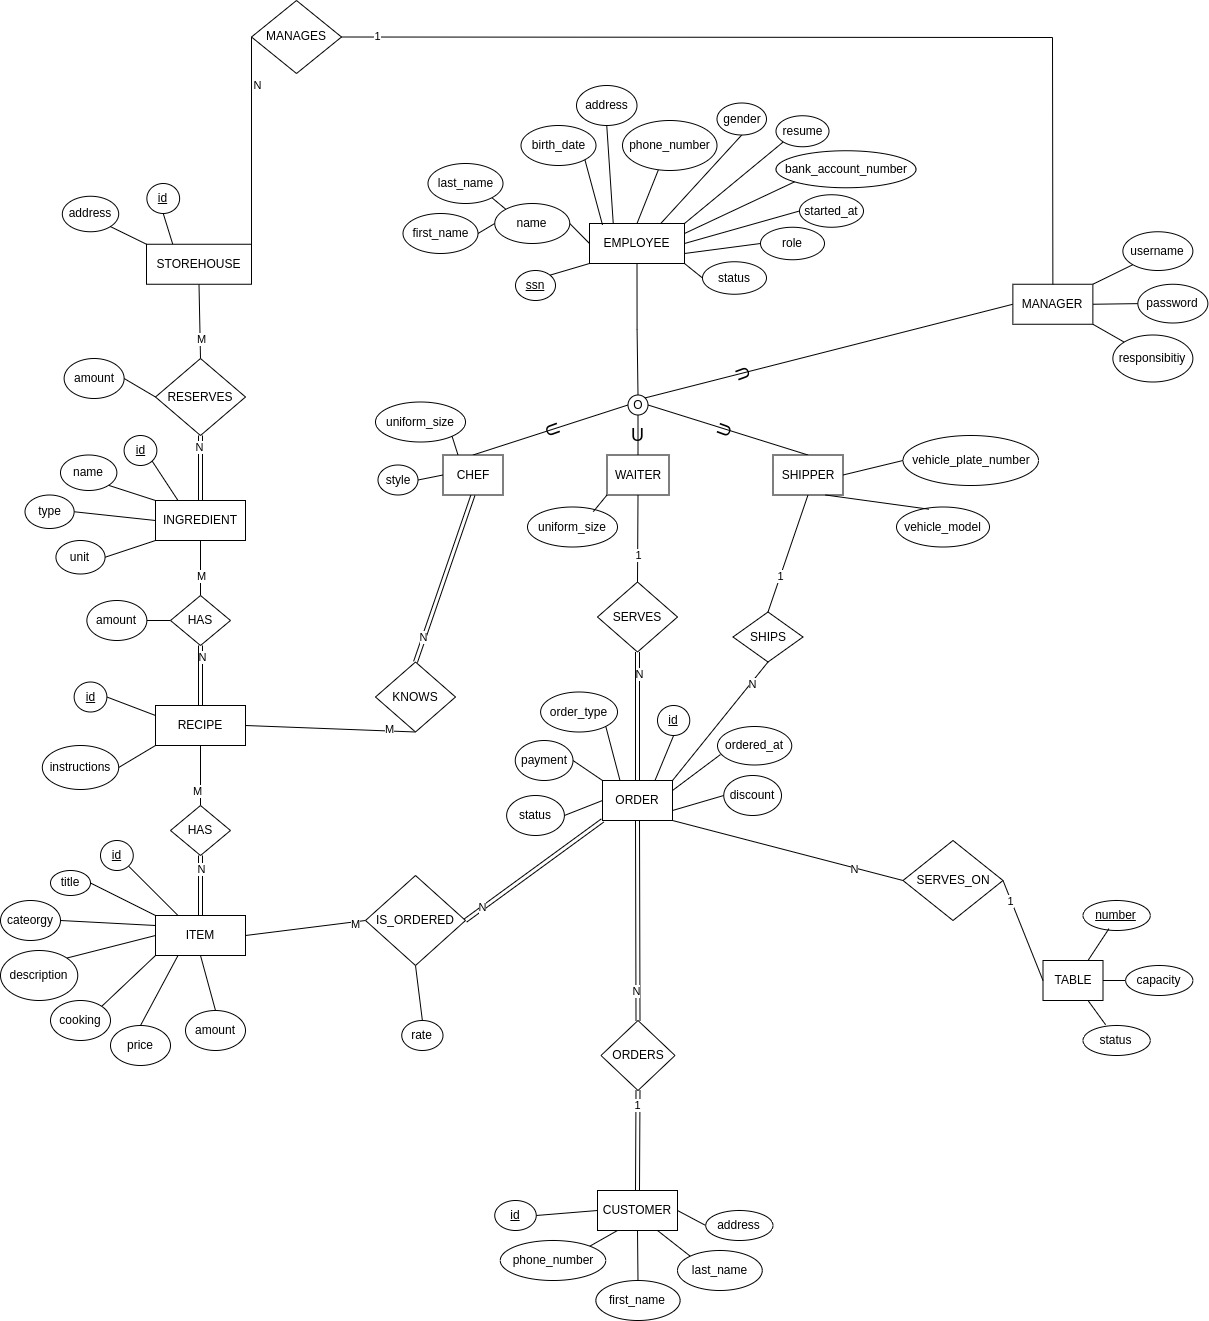 MANAGES
1
N
address
gender
resume
birth_date
phone_number
bank_account_number
last_name
id
address
started_at
first_name
name
EMPLOYEE
role
username
STOREHOUSE
status
ssn
MANAGER
password
M
responsibitiy
amount
RESERVES
O
uniform_size
U
U
U
U
N
id
name
CHEF
WAITER
SHIPPER
vehicle_plate_number
style
type
INGREDIENT
uniform_size
vehicle_model
unit
1
M
1
amount
HAS
SERVES
N
SHIPS
N
N
N
id
KNOWS
order_type
id
RECIPE
M
ordered_at
instructions
payment
M
ORDER
discount
status
HAS
id
N
N
title
SERVES_ON
cateorgy
IS_ORDERED
N
1
number
M
ITEM
description
TABLE
capacity
N
cooking
amount
rate
status
price
ORDERS
1
id
CUSTOMER
address
phone_number
last_name
first_name